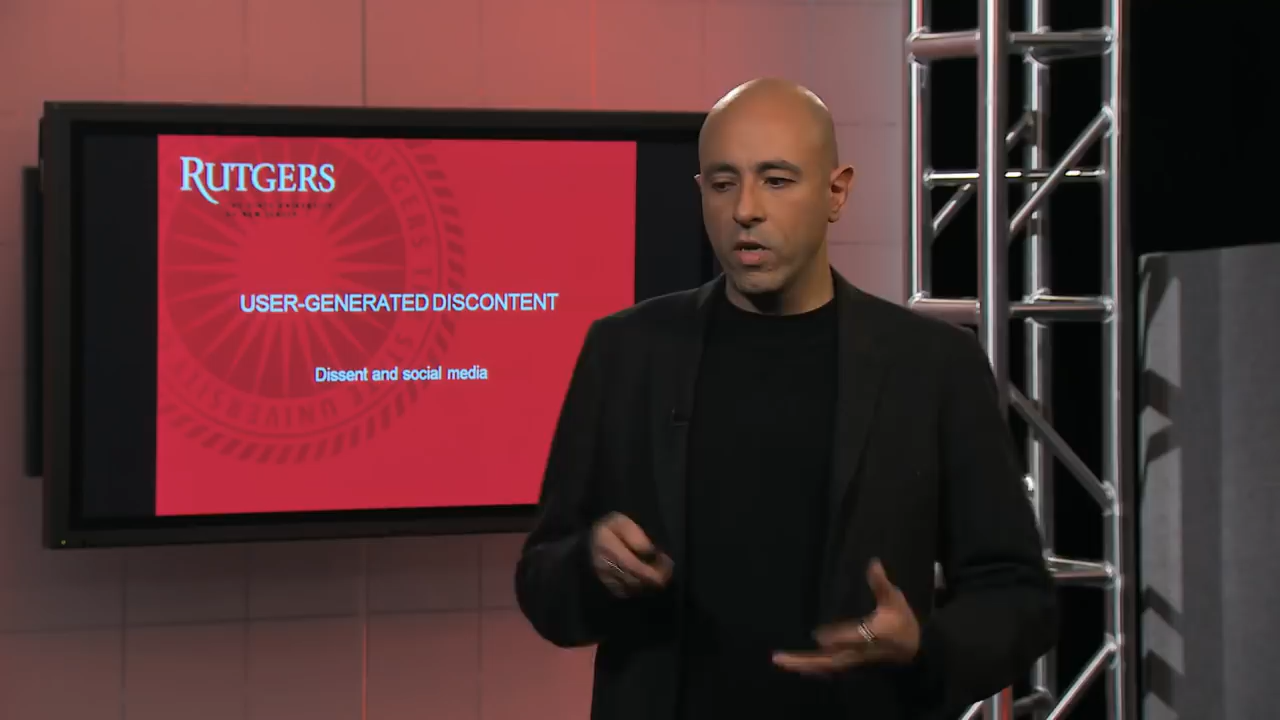 RUTGERS
USER-GENERATED DISCONTENT
Dissent and social media